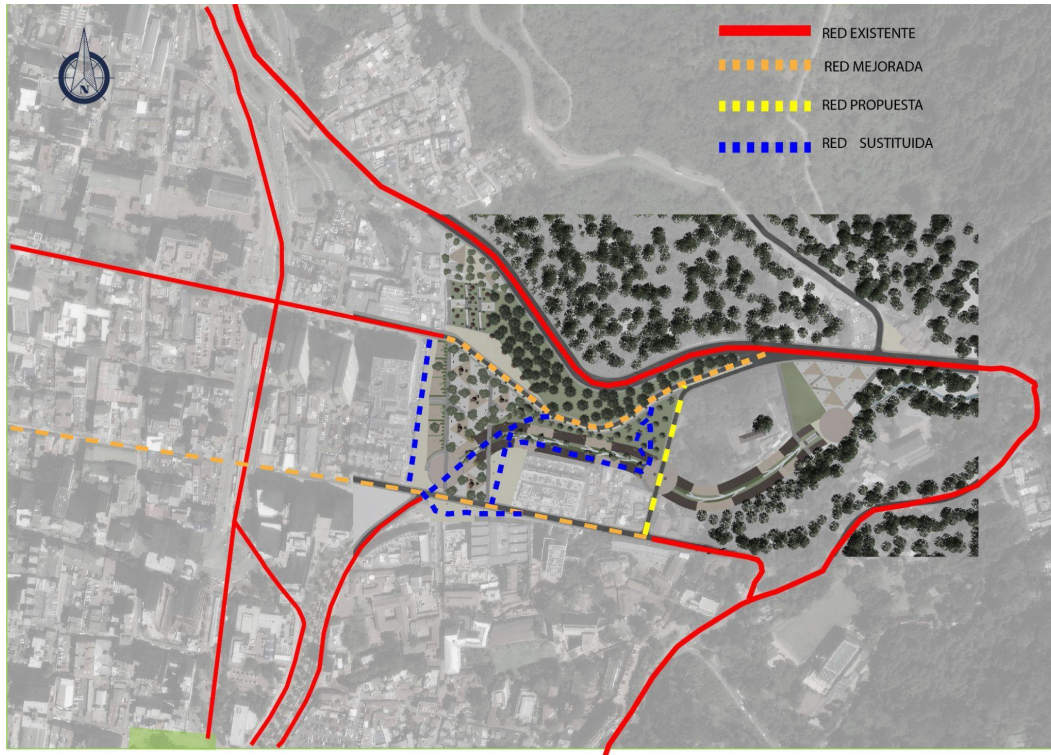 RED EXISTENTE
RED MEJORADA
RED PROPUESTA
RED SUSTITUIDA
N